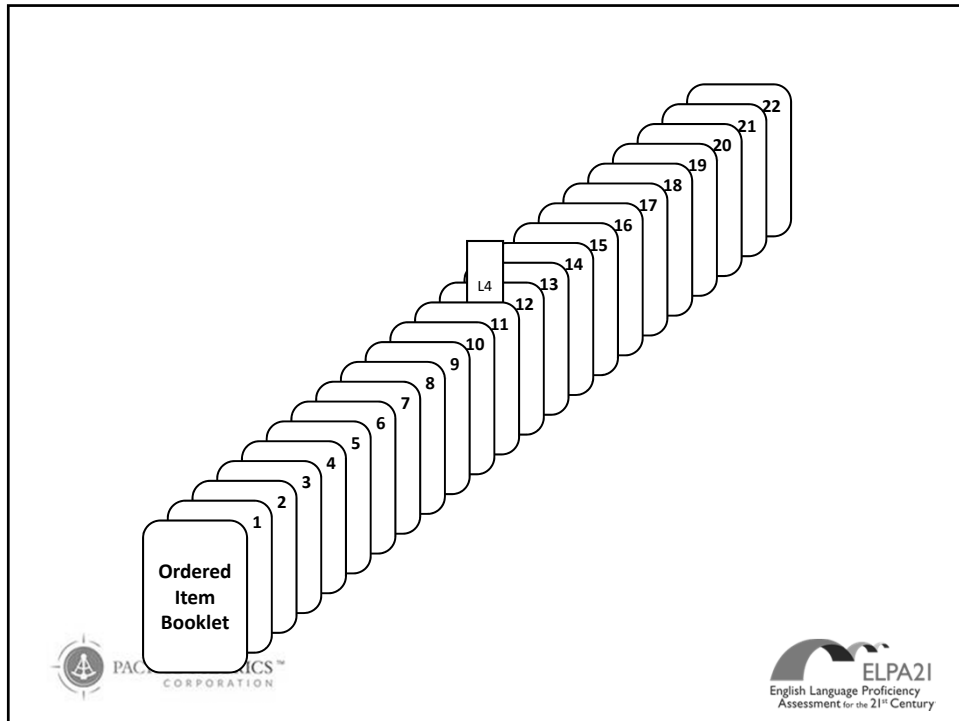 22
21
20
19
18
17
16
15
14
L4
13
12
11
10
9
8
7
6
5
4
3
2
1
Ordered
Item
Booklet
™
CORPORATION
ELPA21
English Language Proficiency
Assessment for the 21st Century